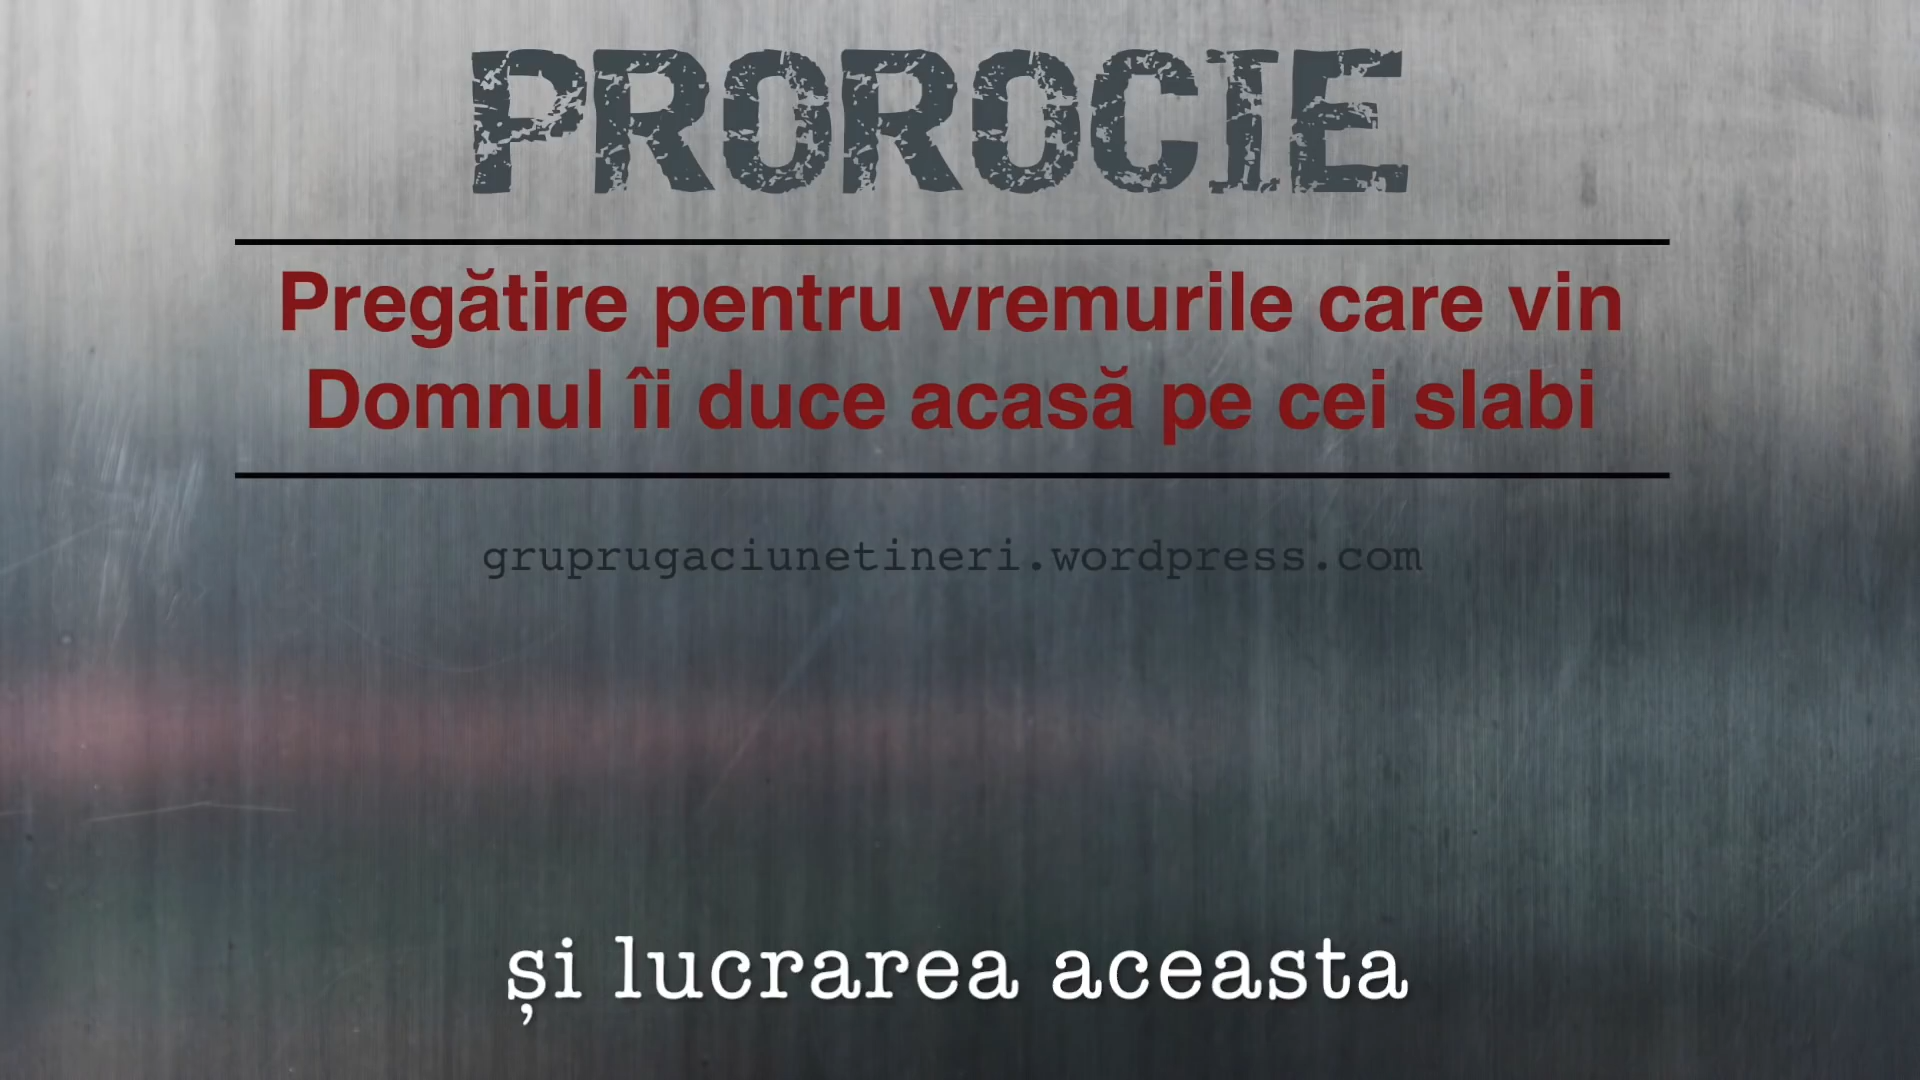 PROROCIE
Pregătire pentru vremurile care vin
Domnul îi duce acasă pe cei slabi
gruprugaciunetineri.wordpress.com
și lucrarea aceasta